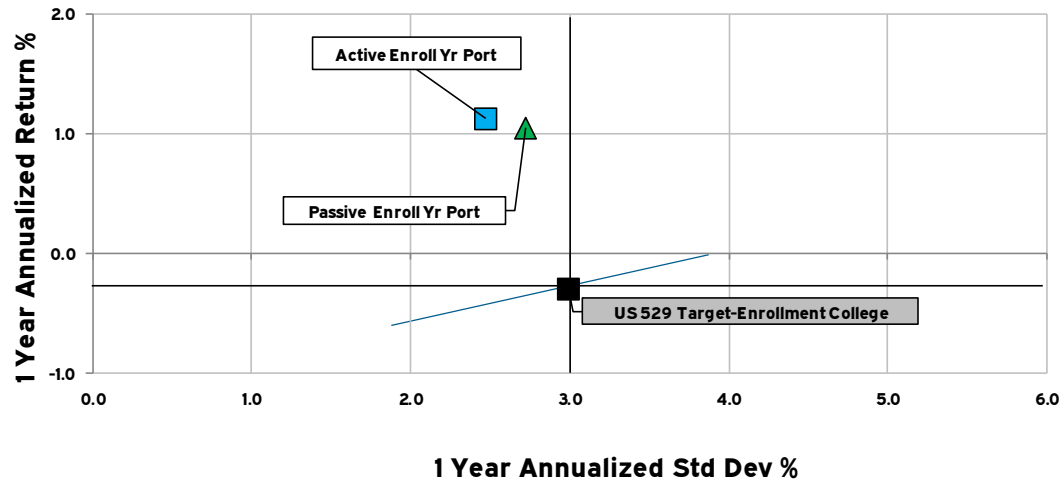 1 Year Annualized Return %
2.0
1.0
0.0
-1.0
Active Enroll Yr Port
Passive Enroll Yr Port
US 529 Target-Enrollment College
0.0 1.0 2.0 3.0 4.0 5.0 6.0
1 Year Annualized Std Dev %